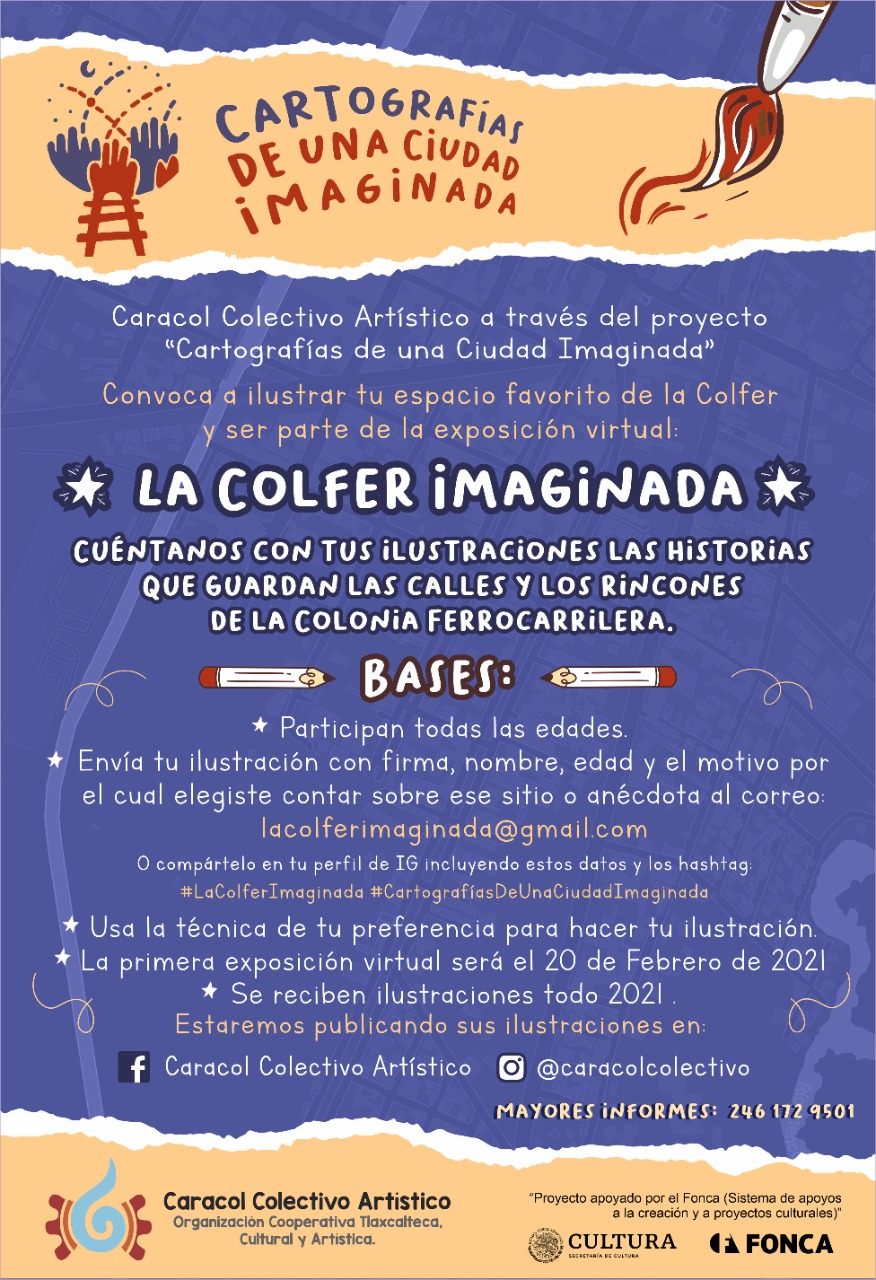 CARTOGRAFÍAS
DE UNA CIUDAD
IMAGINADA
Caracol Colectivo Artístico a través del proyecto
“Cartografías de una Ciudad Imaginada”
Convoca a ilustrar tu espacio favorito de la Colfer
y ser parte de la exposición virtual:
LA COLFER IMAGINADA
CUÉNTANOS CON TUS ILUSTRACIONES LAS HISTORIAS
QUE GUARDAN LAS CALLES Y LOS RINCONES
DE LA COLONIA FERROCARRILERA.
BASES:
Participan todas las edades.
Envía tu ilustración con firma, nombre, edad y el motivo por
el cual elegiste contar sobre ese sitio o anécdota al correo:
lacolferimaginada@gmail.com
O compártelo en tu perfil de IG incluyendo estos datos y los hashtag:
#LaColferImaginada #CartografíasDeUnaCiudadImaginada
Usa la técnica de tu preferencia para hacer tu ilustración.
La primera exposición virtual será el 20 de Febrero de 2021
Se reciben ilustraciones todo 2021 .
Estaremos publicando sus ilustraciones en:
Caracol Colectivo Artístico @caracolcolectivo
MAYORES INFORMES: 246 172 9501
Caracol Colectivo Artístico
Organización Cooperativa Tlaxcalteca,
Cultural y Artística.
“Proyecto apoyado por el Fonca (Sistema de apoyos
a la creación y a proyectos culturales)”
CULTURA
SECRETARÍA DE CULTURA
FONCA